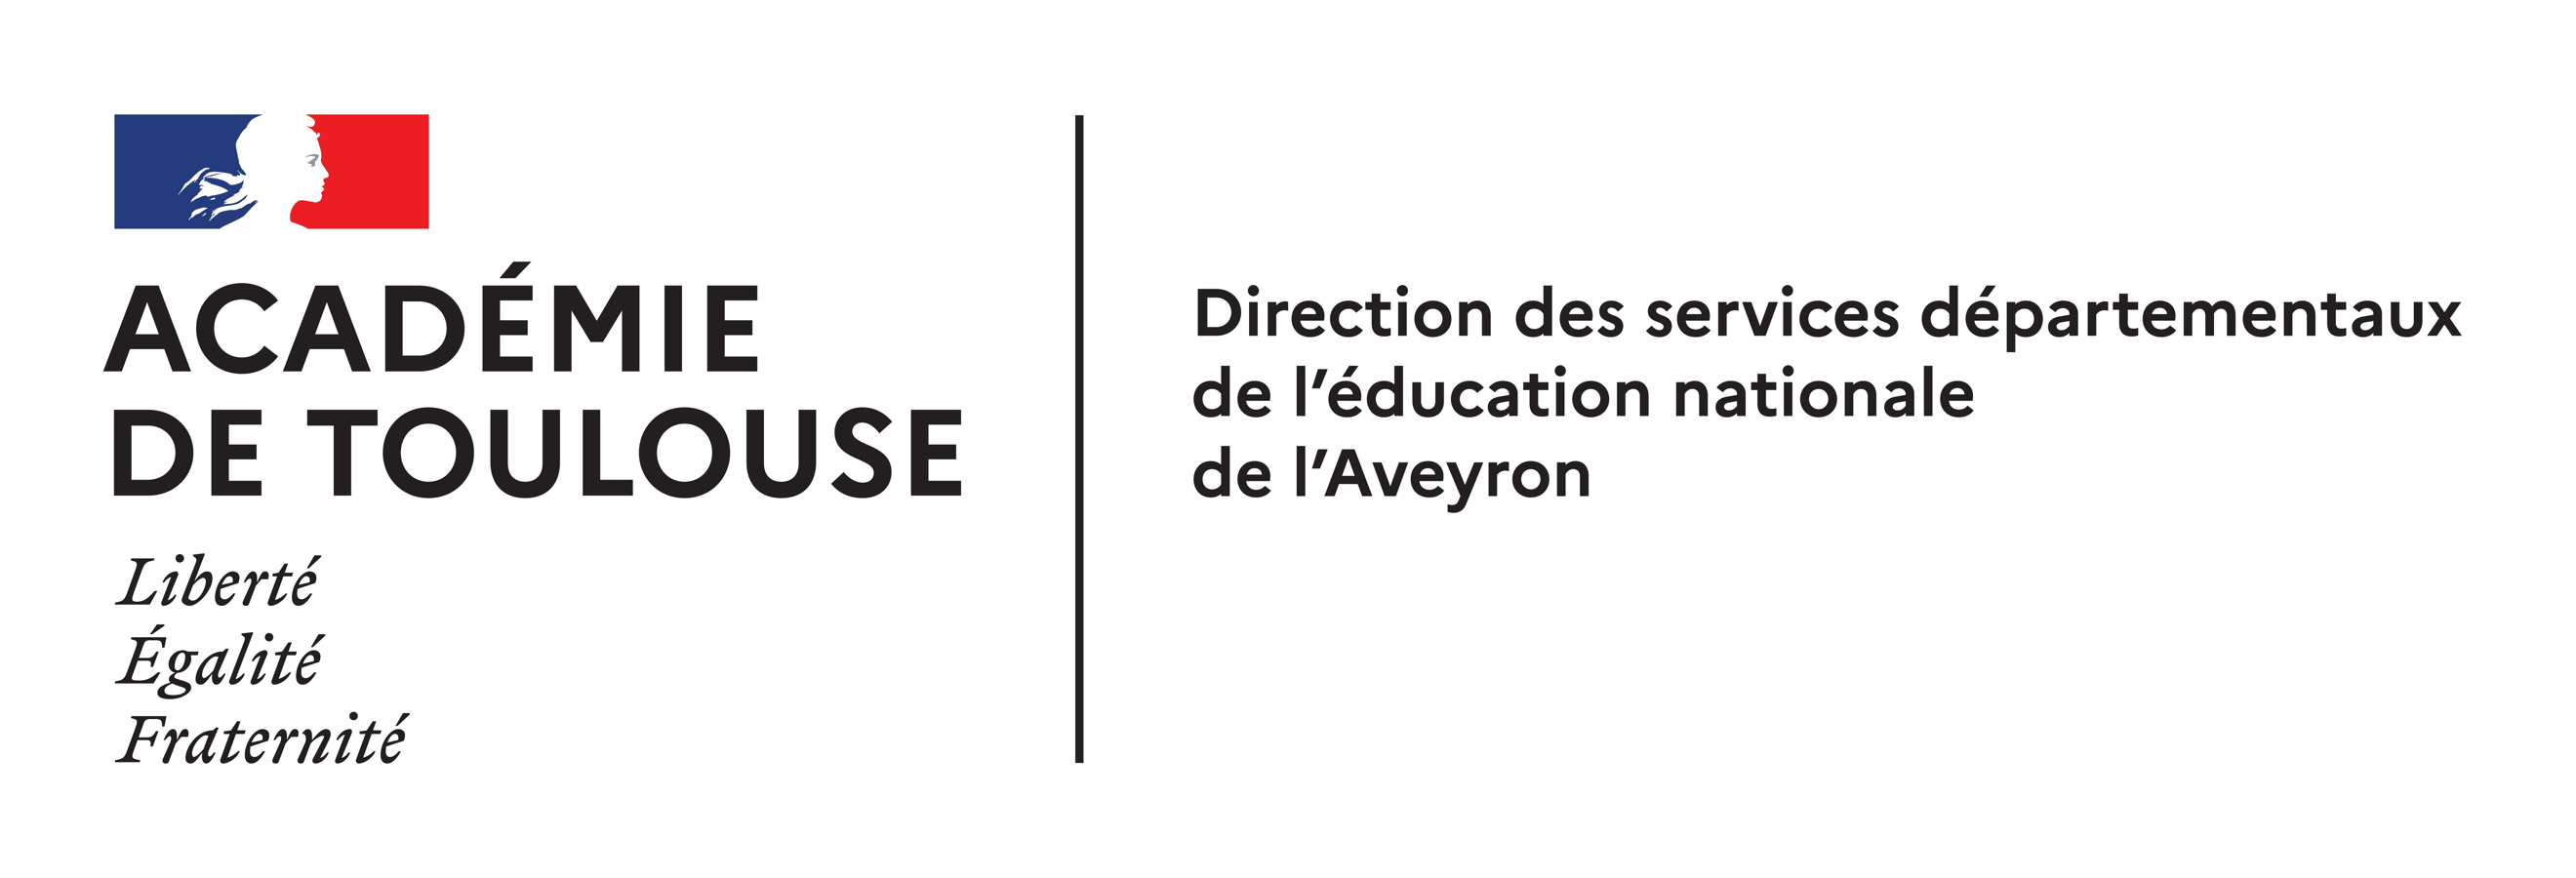 ACADÉMIE
DE TOULOUSE
Liberté
Égalité
Fraternité
Direction des services départementaux
de l’éducation nationale
de l’Aveyron